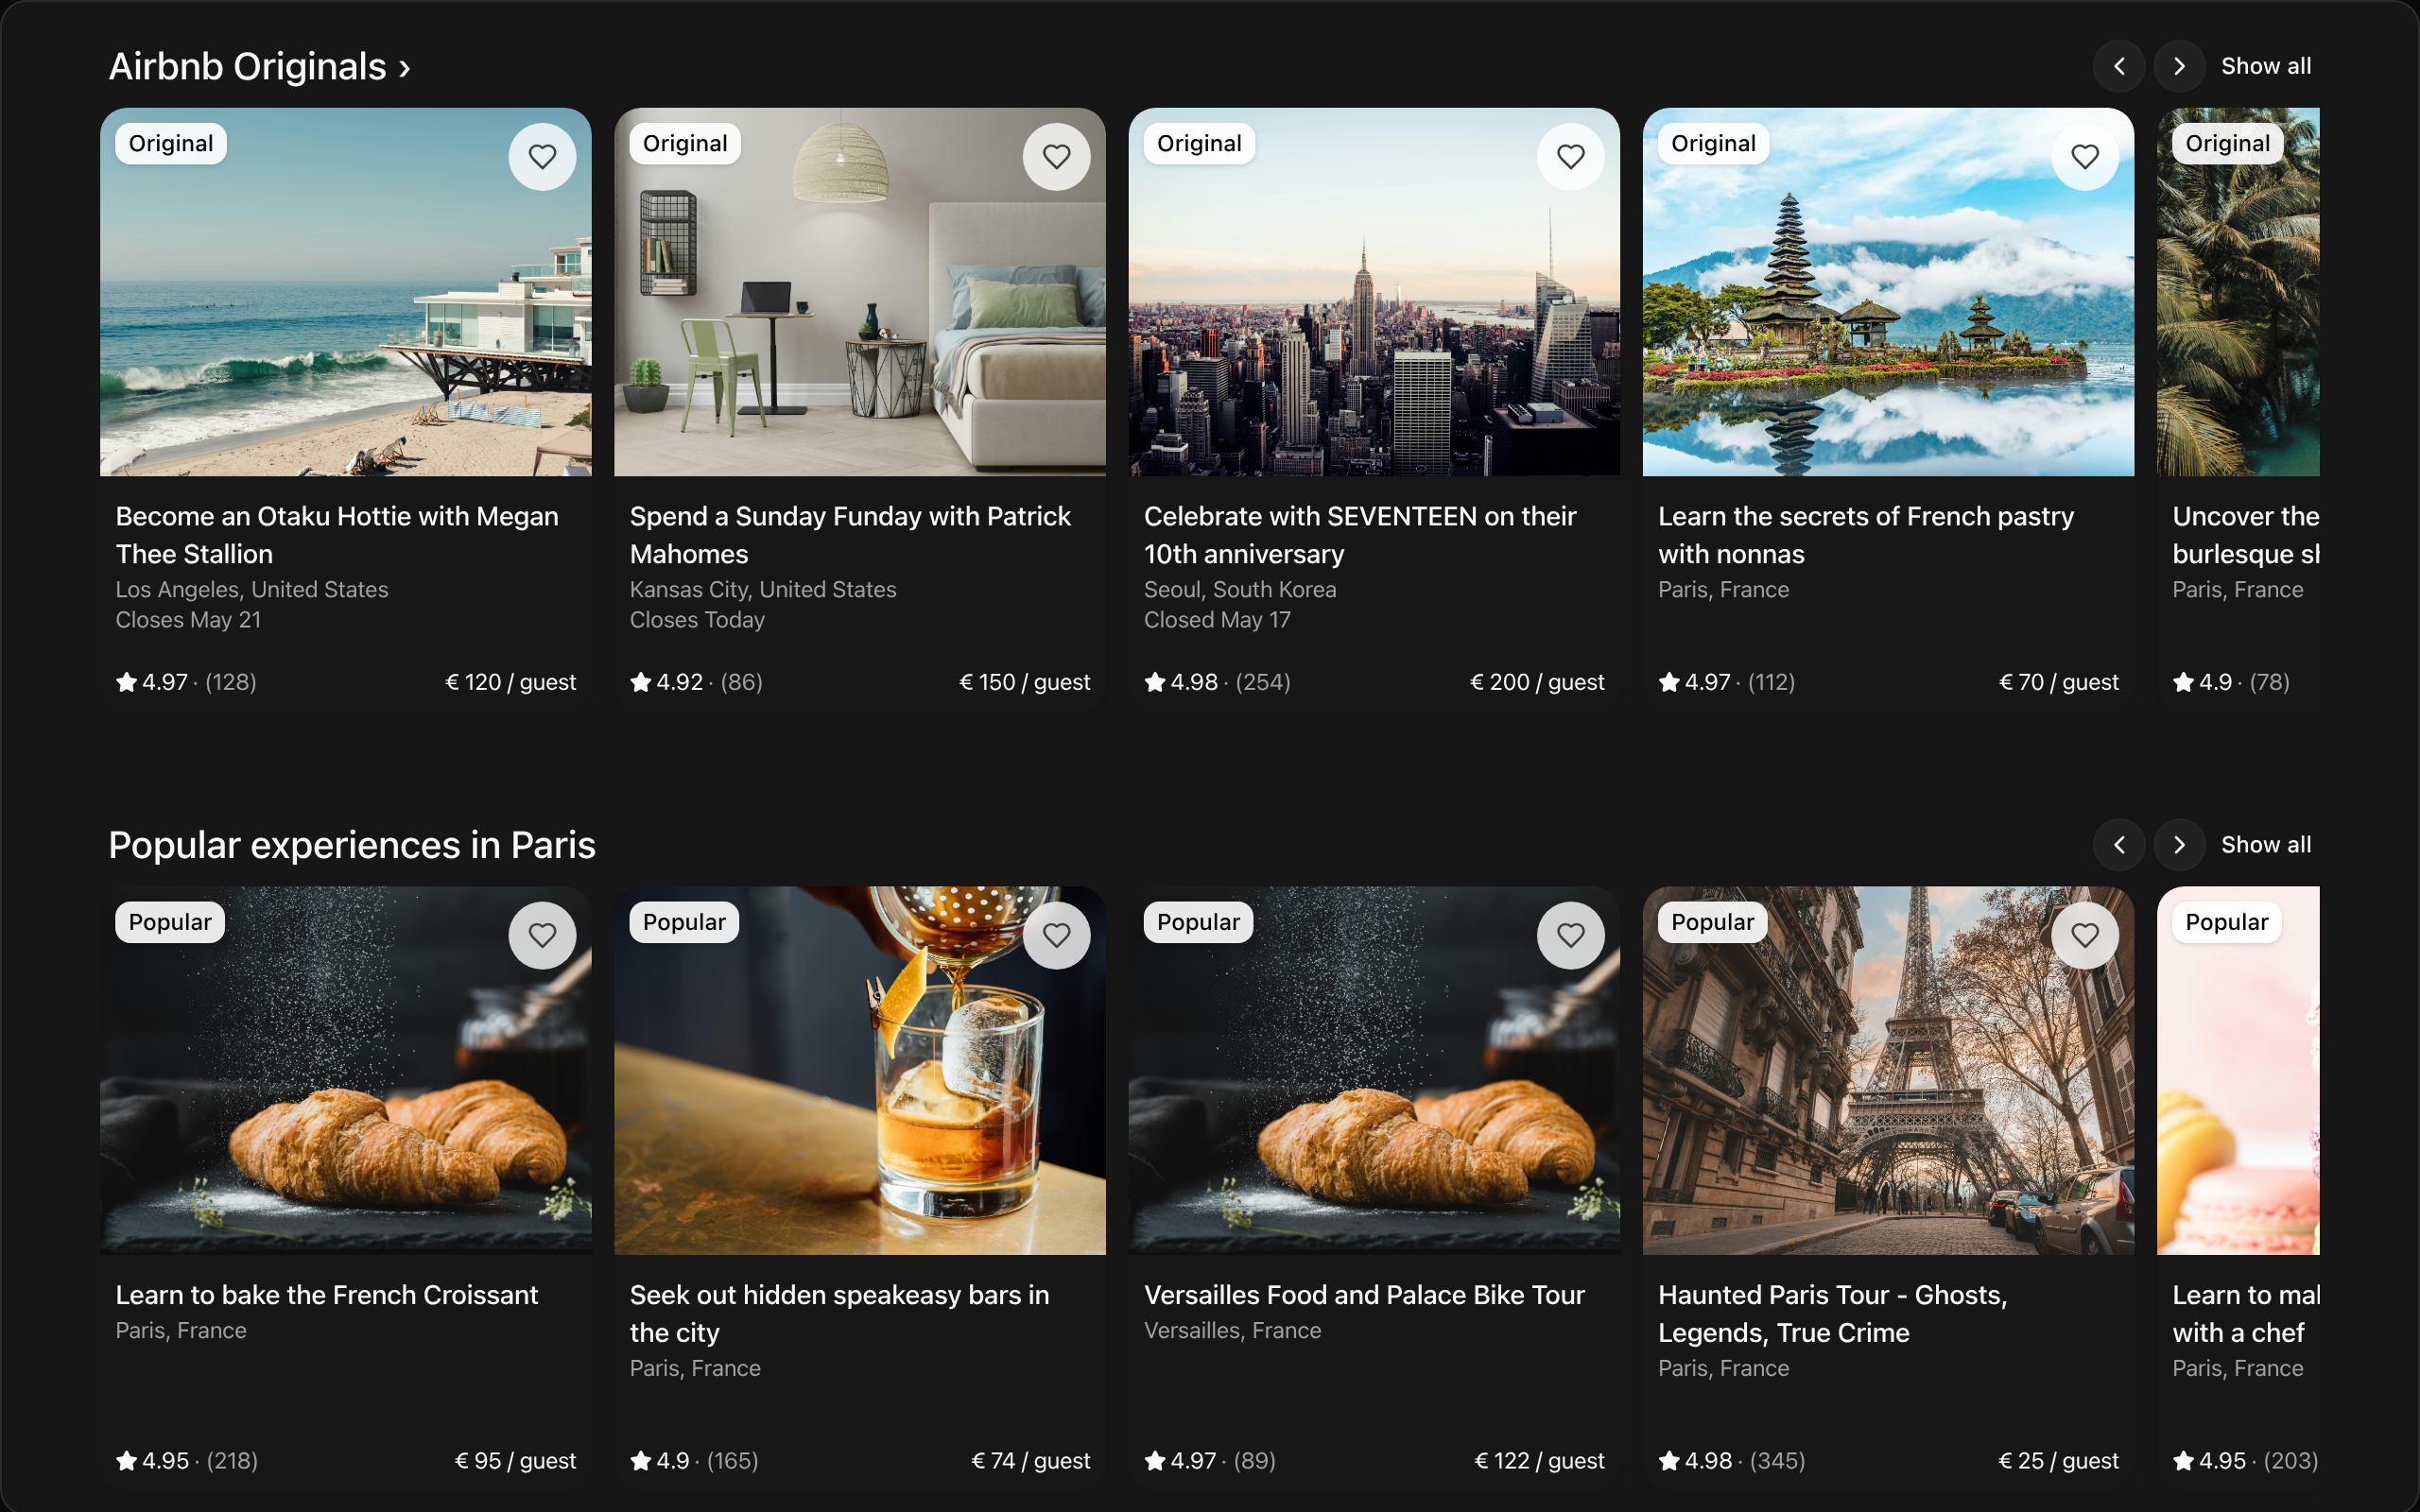 Airbnb Originals ›
Show all
Original
Original
Original
Original
Original
Become an Otaku Hottie with Megan
Thee Stallion
Los Angeles, United States
Closes May 21
4.97 · (128)
€ 120 / guest
Spend a Sunday Funday with Patrick
Mahomes
Kansas City, United States
Closes Today
4.92 · (86)
€ 150 / guest
Celebrate with SEVENTEEN on their
10th anniversary
Seoul, South Korea
Closed May 17
4.98 · (254)
€ 200 / guest
Learn the secrets of French pastry
with nonnas
Paris, France
4.97 · (112)
€ 70 / guest
Uncover the
burlesque
Paris, France
4.9 · (78)
Popular experiences in Paris
Show all
Popular
Popular
Popular
Popular
Popular
Learn to bake the French Croissant
Paris, France
4.95 · (218)
€ 95 / guest
Seek out hidden speakeasy bars in
the city
Paris, France
4.9 · (165)
€ 74 / guest
Versailles Food and Palace Bike Tour
Versailles, France
4.97 · (89)
€ 122 / guest
Haunted Paris Tour - Ghosts,
Legends, True Crime
Paris, France
4.98 · (345)
€ 25 / guest
Learn to
with a chef
Paris, France
4.95 · (203)